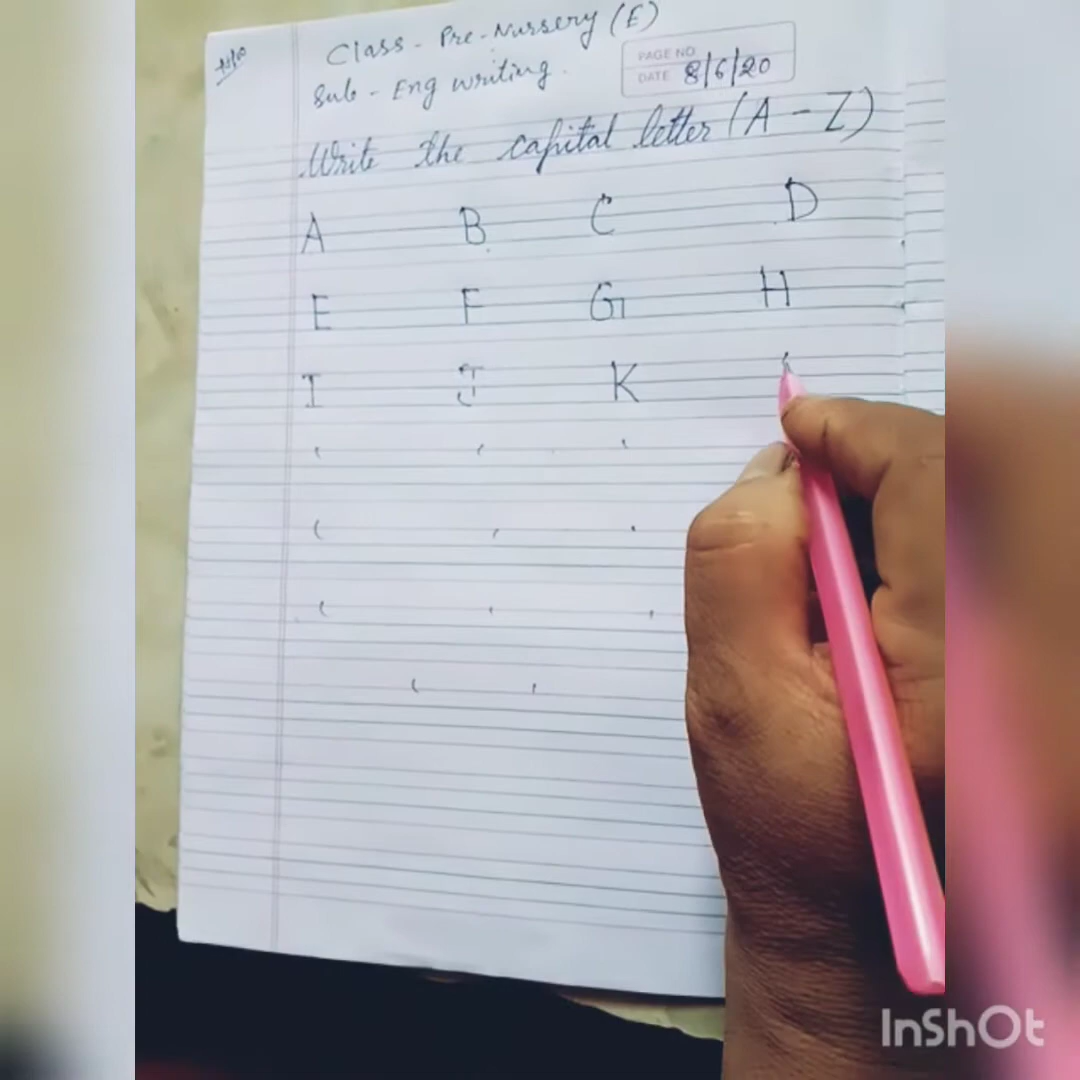 Class - Pre-Nursery (E)
Sub - Eng writing.
PAGE NO.
DATE 8/6/20
Write the capital letter (A - Z)
A B C D
E F G H
I J K
InShOt